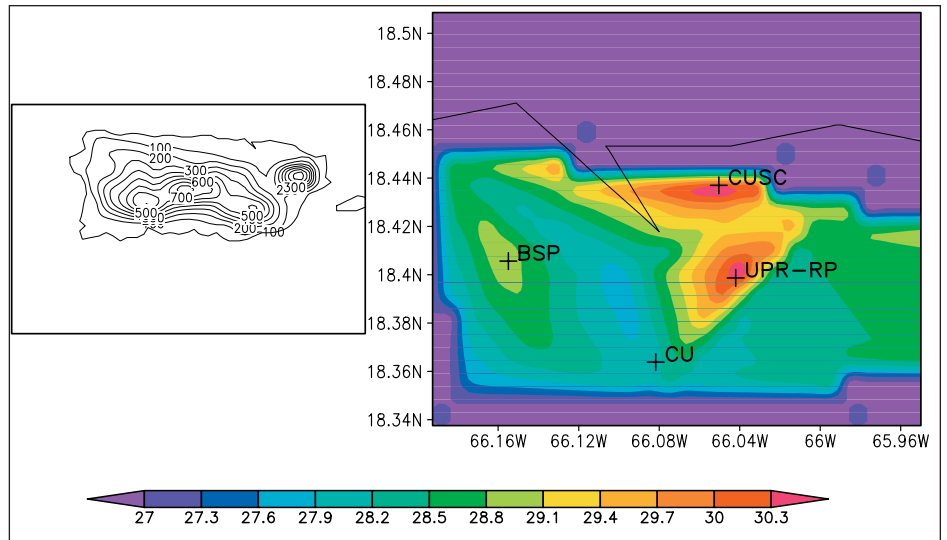 18.5N
18.48N
18.46N
18.44N
18.42N
18.4N
18.38N
18.36N
18.34N
100
200
300
600
700
500
500
200
100
CUSC
BSP
UPR-RP
CU
66.16W 66.12W 66.08W 66.04W 66W 65.96W
27 27.3 27.6 27.9 28.2 28.5 28.8 29.1 29.4 29.7 30 30.3